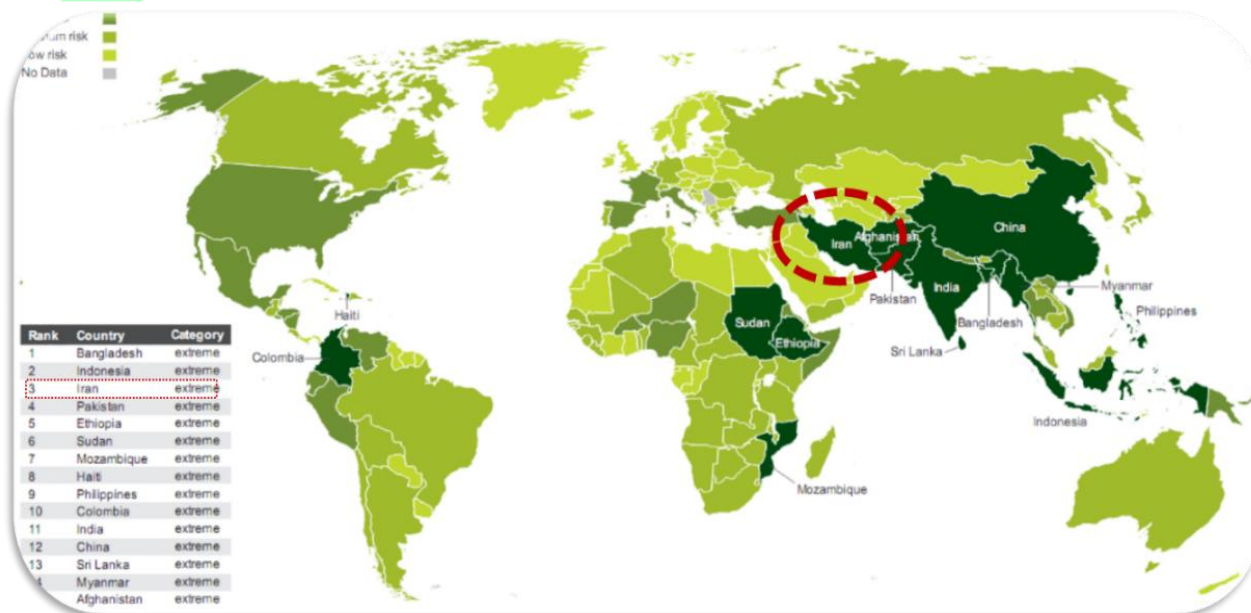 risk
risk
No Data
Haiti
Colombia
Sudan
Ethiopia
Mozambique
Iran
Afghanistan
Pakistan
India
China
Bangladesh
Sri Lanka
Myanmar
Philippines
Indonesia
Rank Country Category
1 Bangladesh extreme
2 Indonesia extreme
3 Iran extreme
4 Pakistan extreme
5 Ethiopia extreme
6 Sudan extreme
7 Mozambique extreme
8 Haiti extreme
9 Philippines extreme
10 Colombia extreme
11 India extreme
12 China extreme
13 Sri Lanka extreme
4 Myanmar extreme
Afghanistan extreme